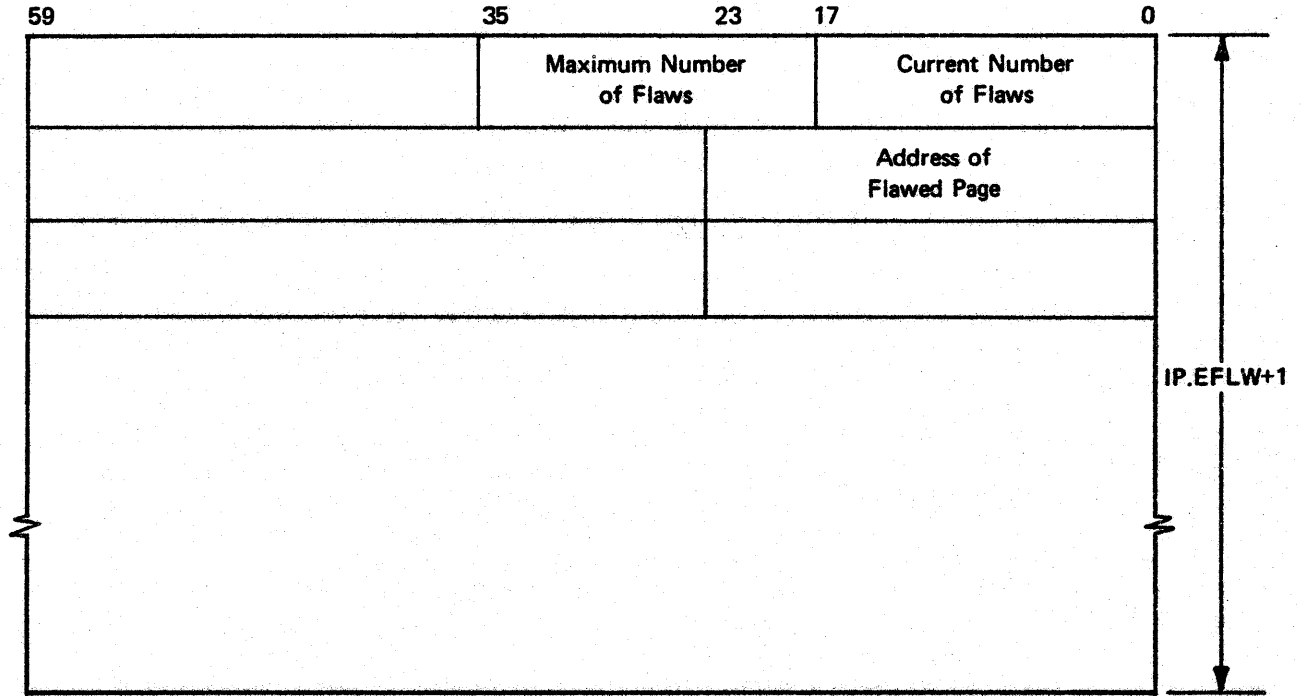 59 35 23 17 0
Maximum Number Current Number
of Flaws of Flaws
Address of
Flawed Page
IP.EFLW+1